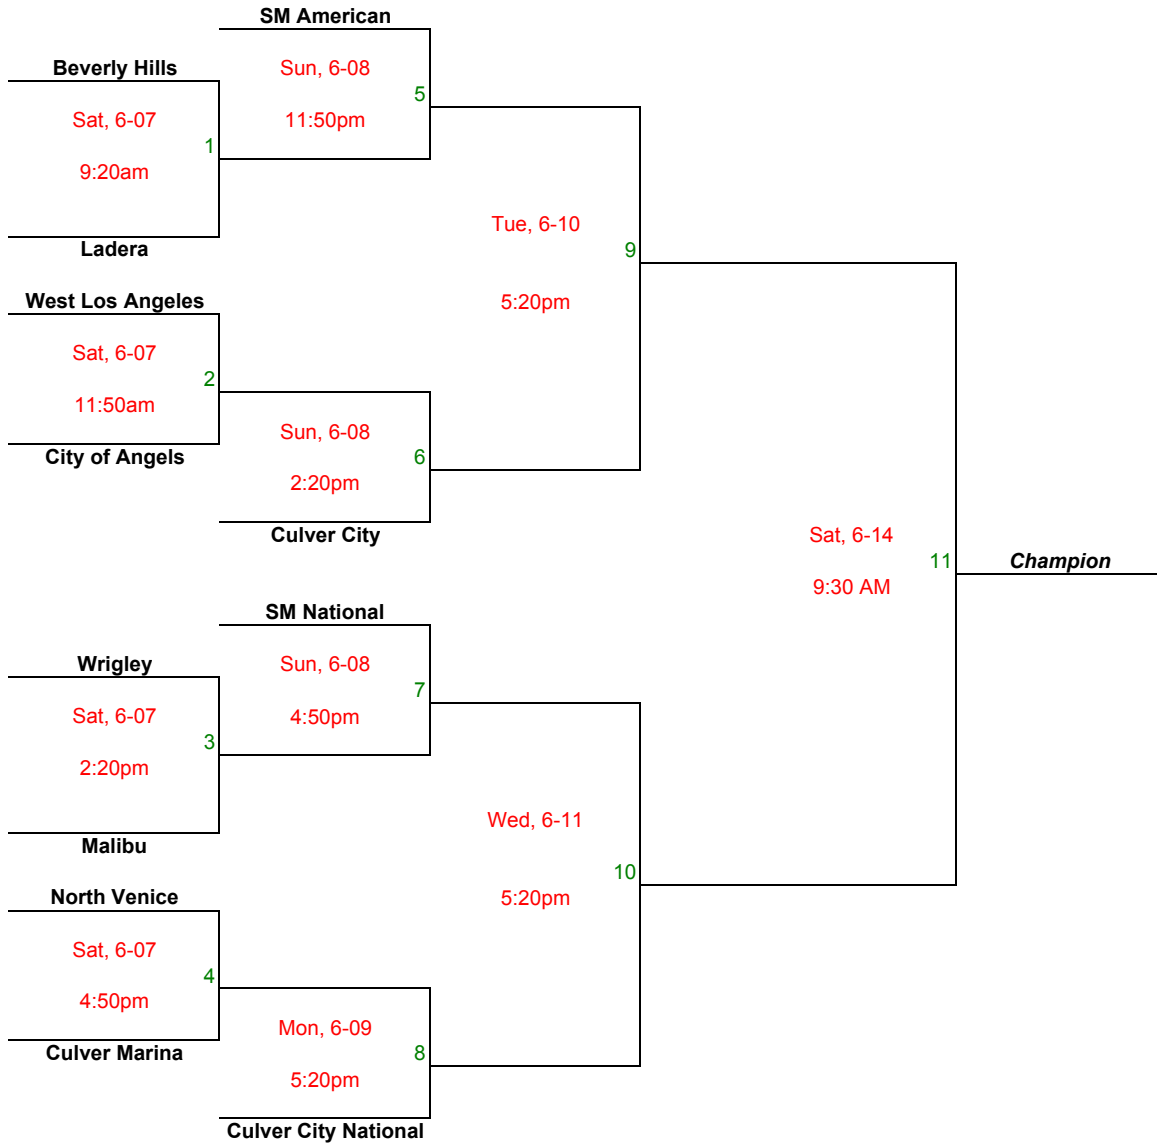 SM American
Beverly Hills
Sun, 6-08
5
Sat, 6-07
11:50pm
1
9:20am
Tue, 6-10
9
Ladera
West Los Angeles
5:20pm
Sat, 6-07
2
11:50am
Sun, 6-08
City of Angels
6
2:20pm
Culver City
Sat, 6-14
11
Champion
9:30 AM
SM National
Wrigley
Sun, 6-08
7
Sat, 6-07
4:50pm
3
2:20pm
Wed, 6-11
Malibu
10
North Venice
5:20pm
Sat, 6-07
4
4:50pm
Mon, 6-09
Culver Marina
8
5:20pm
Culver City National